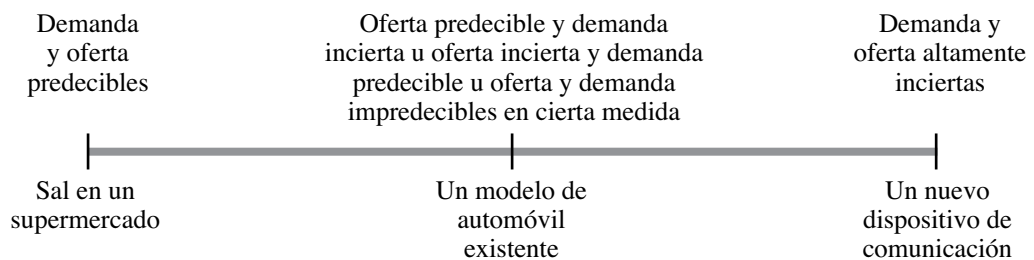 Demanda
y oferta
predecibles
Oferta predecible y demanda
incierta u oferta incierta y demanda
predecible u oferta y demanda
impredecibles en cierta medida
Demanda y
oferta altamente
inciertas
Sal en un
supermercado
Un modelo de
automóvil
existente
Un nuevo
dispositivo de
comunicación